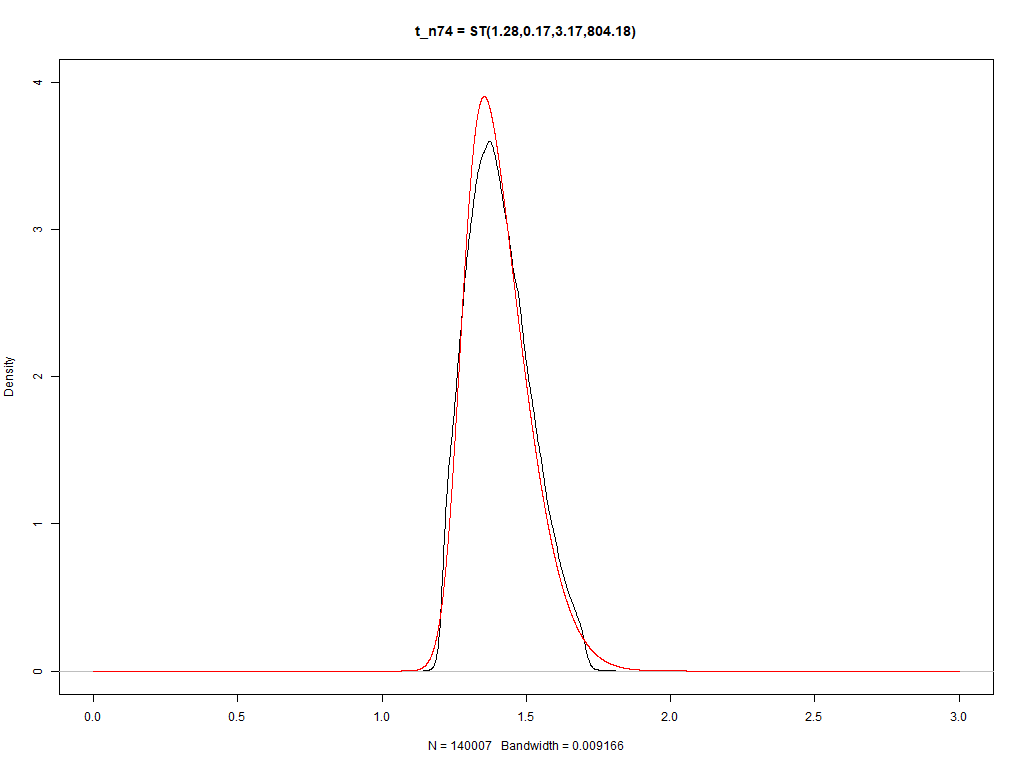 t_n74 = ST(1.28,0.17,3.17,804.18)
4
3
2
1
0
Density
0.0 0.5 1.0 1.5 2.0 2.5 3.0
N = 140007 Bandwidth = 0.009166